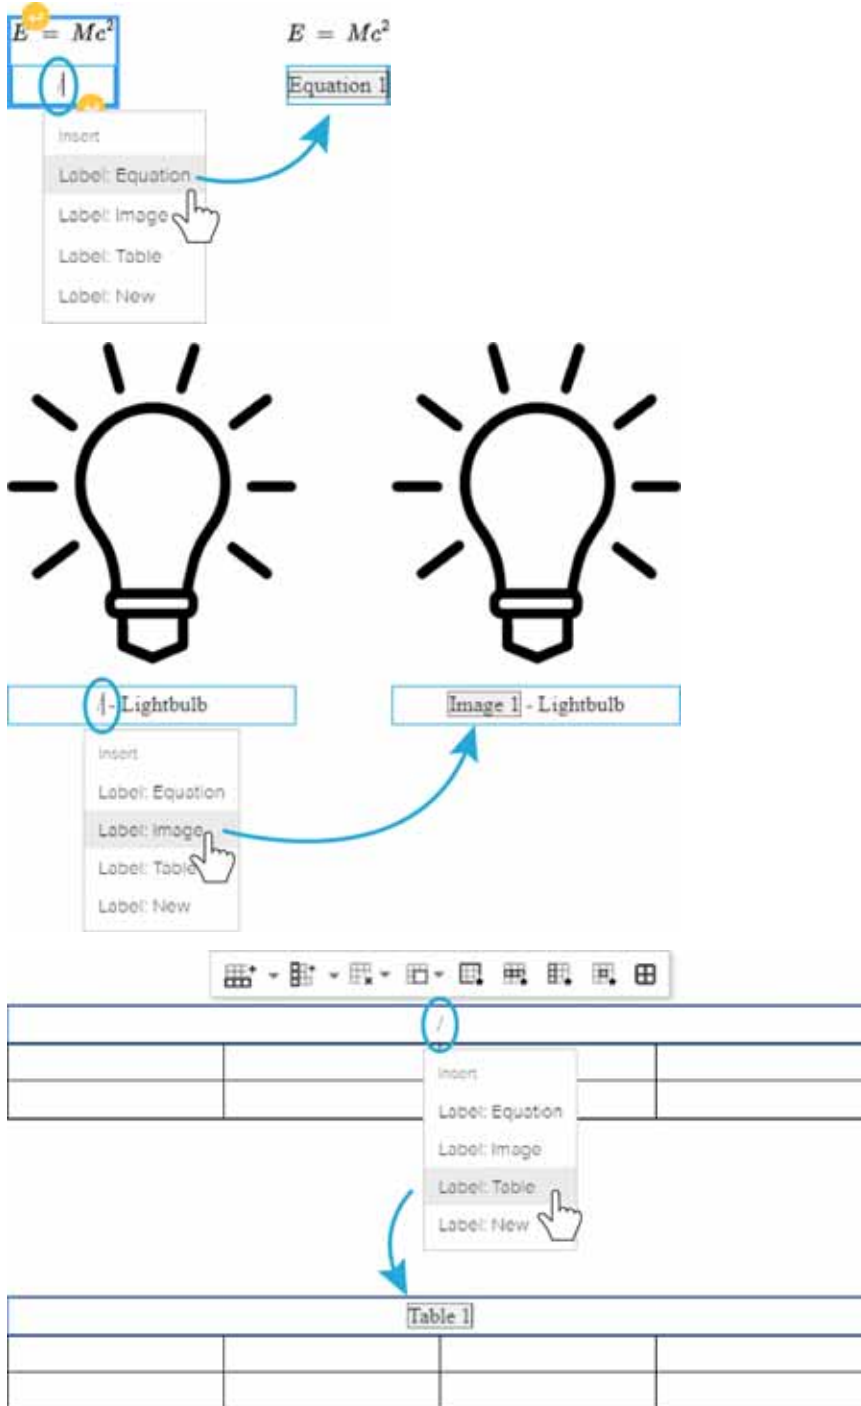 E = Mc² E = Mc²
/ Equation 1
Insert
Label: Equation
Label: Image
Label: Table
Label: New
/ - Lightbulb Image 1 - Lightbulb
Insert
Label: Equation
Label: Image
Label: Table
Label: New
/
Insert
Label: Equation
Label: Image
Label: Table
Label: New
Table 1